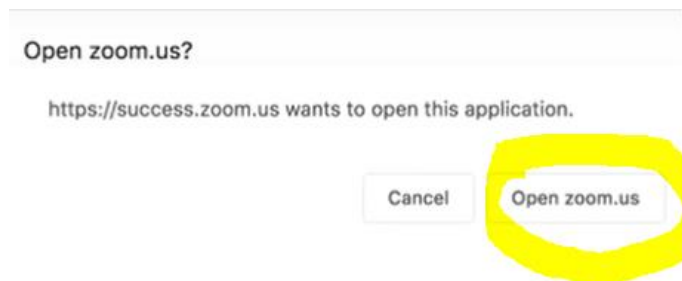 Open zoom.us?
https://success.zoom.us wants to open this application.
Cancel
Open zoom.us